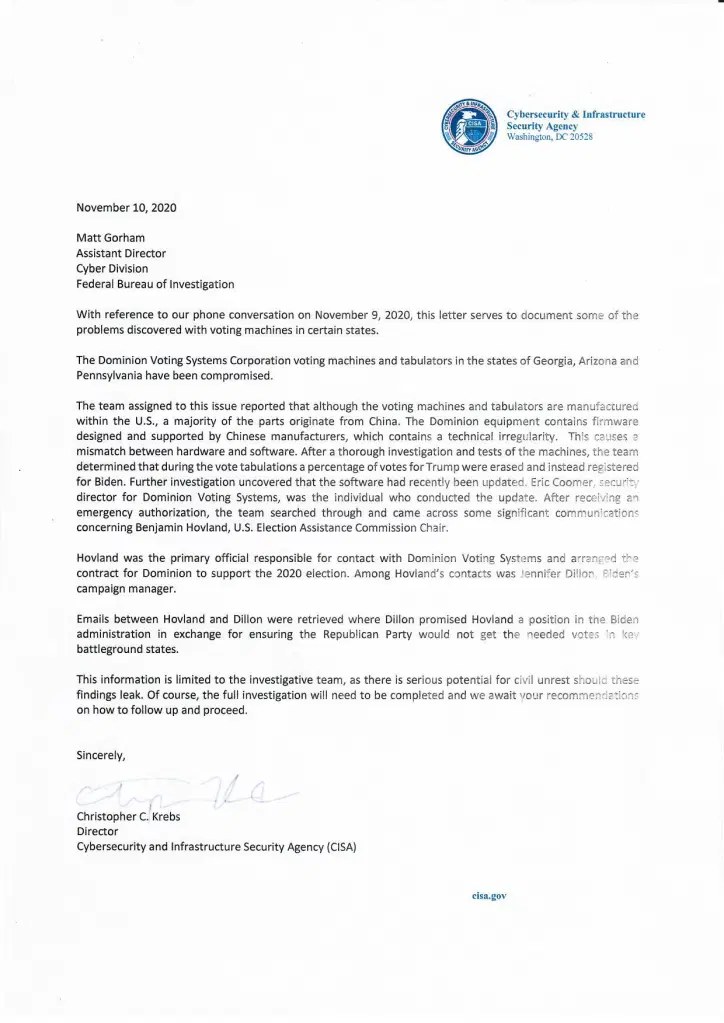 Cybersecurity & Infrastructure
Security Agency
Washington, DC 20528
November 10, 2020
Matt Gorham
Assistant Director
Cyber Division
Federal Bureau of Investigation
With reference to our phone conversation on November 9, 2020, this letter serves to document some of the
problems discovered with voting machines in certain states.
The Dominion Voting Systems Corporation voting machines and tabulators in the states of Georgia, Arizona and
Pennsylvania have been compromised.
The team assigned to this issue reported that although the voting machines and tabulators are manufactured
within the U.S., a majority of the parts originate from China. The Dominion equipment contains firmware
designed and supported by Chinese manufacturers, which contains a technical irregularity. This causes a
mismatch between hardware and software. After a thorough investigation and tests of the machines, the team
determined that during the vote tabulations a percentage of votes for Trump were erased and instead registered
for Biden. Further investigation uncovered that the software had recently been updated. Eric Coomer, security
director for Dominion Voting Systems, was the individual who conducted the update. After receiving an
emergency authorization, the team searched through and came across some significant communications
concerning Benjamin Hovland, U.S. Election Assistance Commission Chair.
Hovland was the primary official responsible for contact with Dominion Voting Systems and arranged the
contract for Dominion to support the 2020 election. Among Hovland's contacts was Jennifer Dillon, Biden's
campaign manager.
Emails between Hovland and Dillon were retrieved where Dillon promised Hovland a position in the Biden
administration in exchange for ensuring the Republican Party would not get the needed votes in key
battleground states.
This information is limited to the investigative team, as there is serious potential for civil unrest should these
findings leak. Of course, the full investigation will need to be completed and we await your recommendations
on how to follow up and proceed.
Sincerely,
Christopher C. Krebs
Director
Cybersecurity and Infrastructure Security Agency (CISA)
cisa.gov